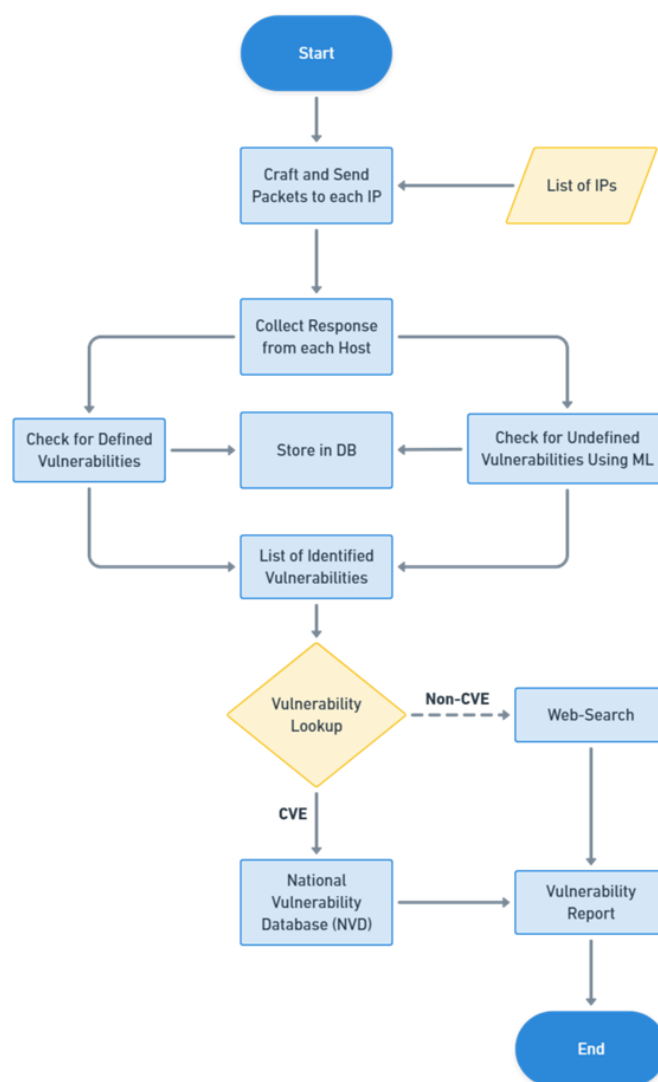 Start
Craft and Send
Packets to each IP
List of IPs
Collect Response
from each Host
Check for Defined
Vulnerabilities
Store in DB
Check for Undefined
Vulnerabilities Using ML
List of Identified
Vulnerabilities
Vulnerability
Lookup
Non-CVE
Web-Search
CVE
National
Vulnerability
Database (NVD)
Vulnerability
Report
End